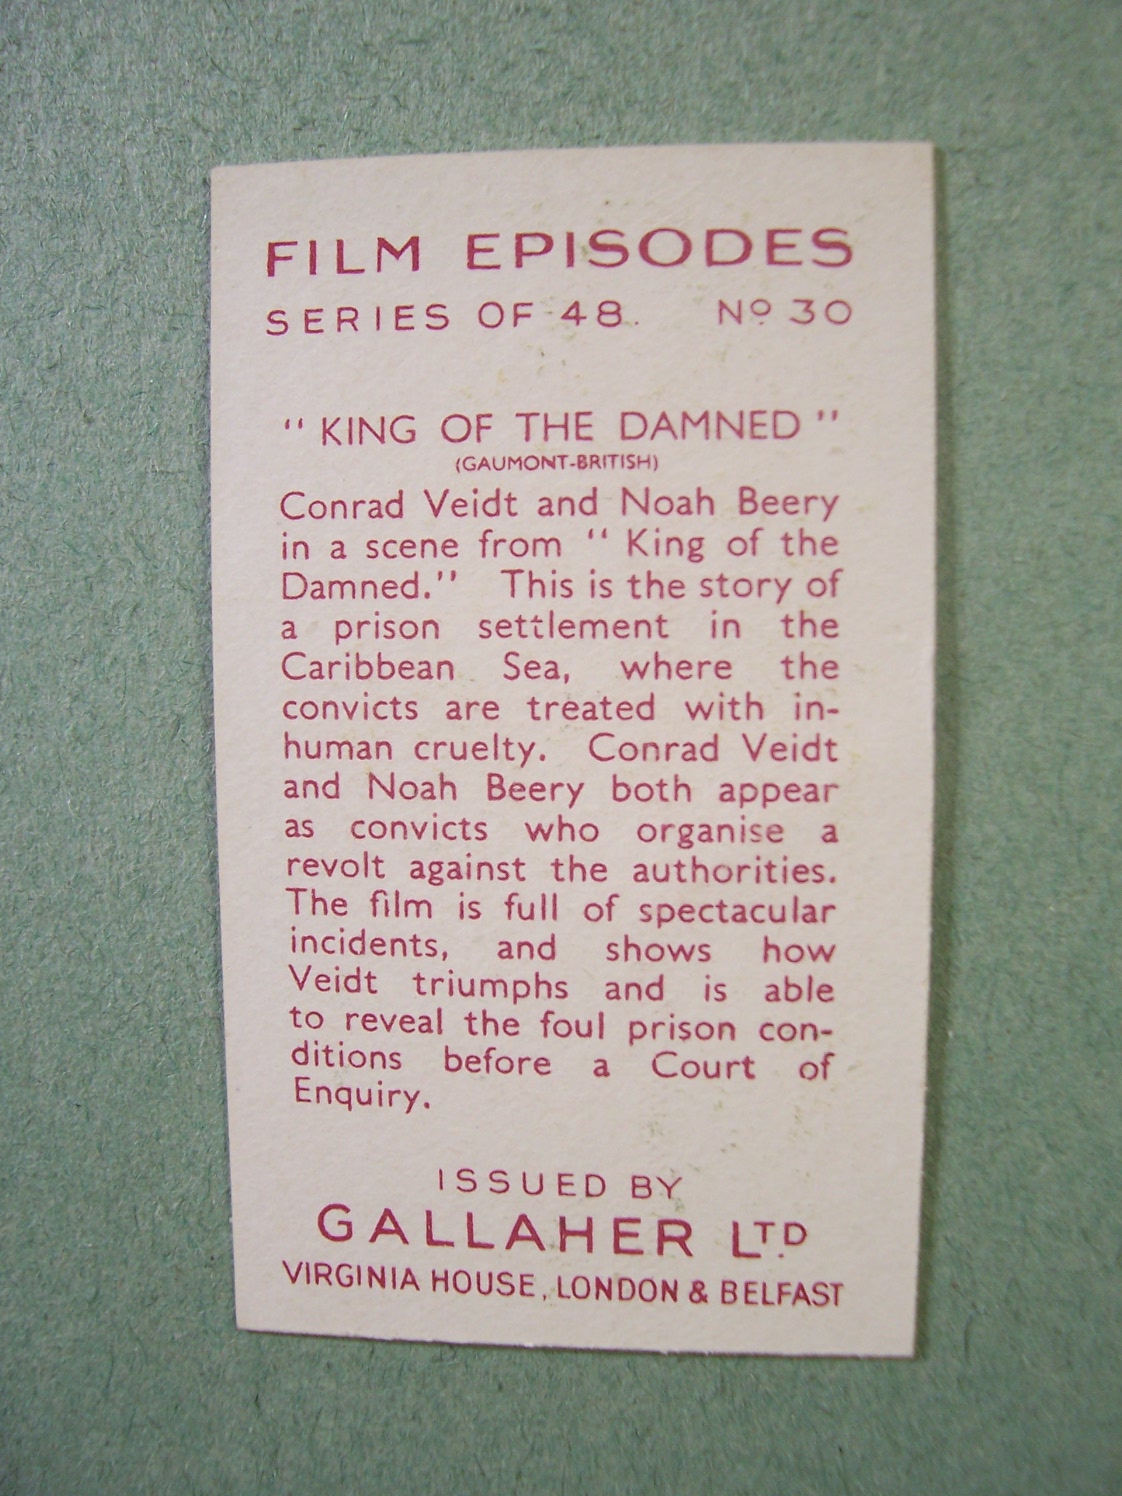 FILM EPISODES
SERIES OF 48. Nº 30
" KING OF THE DAMNED "
(GAUMONT-BRITISH)
Conrad Veidt and Noah Beery
in a scene from " King of the
Damned." This is the story of
a prison settlement in the
Caribbean Sea, where the
convicts are treated with in-
human cruelty. Conrad Veidt
and Noah Beery both appear
as convicts who organise a
revolt against the authorities.
The film is full of spectacular
incidents, and shows how
Veidt triumphs and is able
to reveal the foul prison con-
ditions before a Court of
Enquiry.
ISSUED BY
GALLAHER LTD.
VIRGINIA HOUSE, LONDON & BELFAST